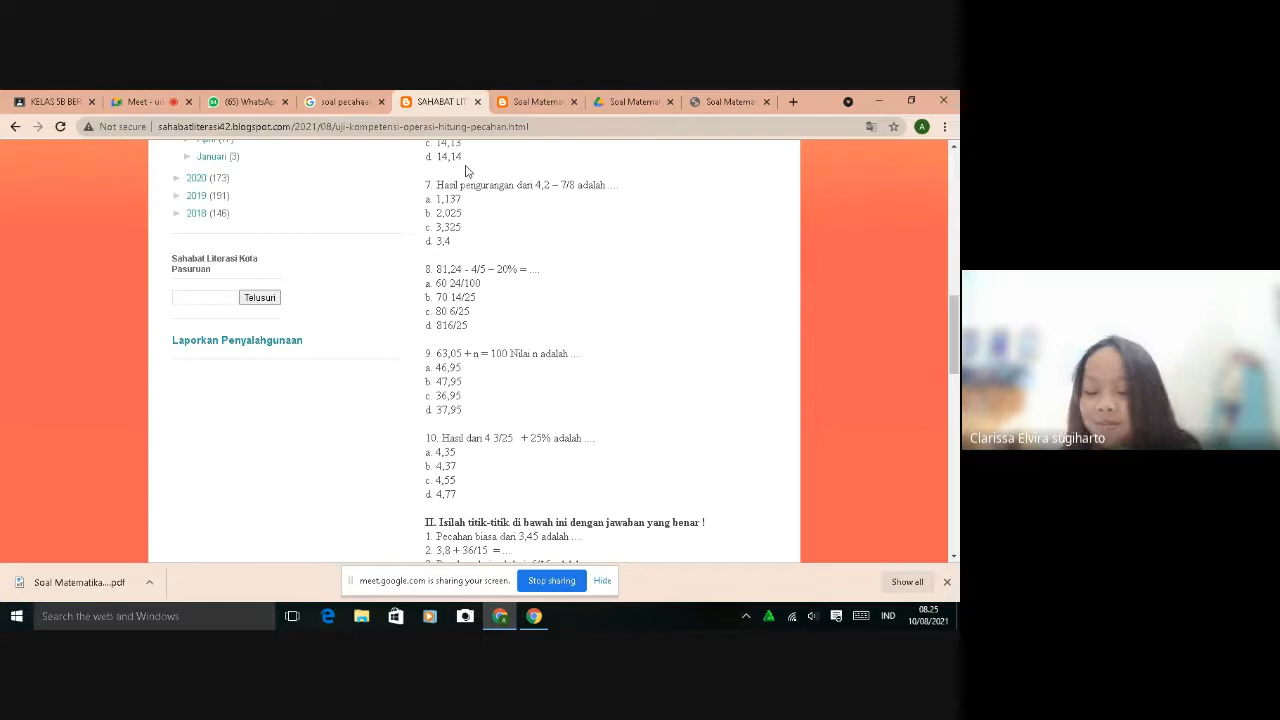 KELAS 5B BER
Meet - ud
(65) WhatsAp
soal pecahaa
SAHABAT LIT
Soal Matemat
Soal Matemat
Soal Matemat
Not secure
sahabatliterasi42.blogspot.com/2021/08/uji-kompetensi-operasi-hitung-pecahan.html
A
Januari (3)
2020 (173)
2019 (191)
2018 (146)
Sahabat Literasi Kota
Pasuruan
Telusuri
Laporkan Penyalahgunaan
c. 14,13
d. 14,14
7. Hasil pengurangan dari 4,2 – 7/8 adalah ....
a. 1,137
b. 2,025
c. 3,325
d. 3,4
8. 81,24 - 4/5 – 20% = ....
a. 60 24/100
b. 70 14/25
c. 80 6/25
d. 816/25
9. 63,05 + n = 100 Nilai n adalah ....
a. 46,95
b. 47,95
c. 36,95
d. 37,95
10. Hasil dari 4 3/25 + 25% adalah ....
a. 4,35
b. 4,37
c. 4,55
d. 4,77
II. Isilah titik-titik di bawah ini dengan jawaban yang benar !
1. Pecahan biasa dari 3,45 adalah ....
2. 3,8 + 36/15 = ....
Clarissa Elvira sugiharto
Soal Matematika....pdf
meet.google.com is sharing your screen.
Stop sharing
Hide
Show all
Search the web and Windows
IND
08.25
10/08/2021